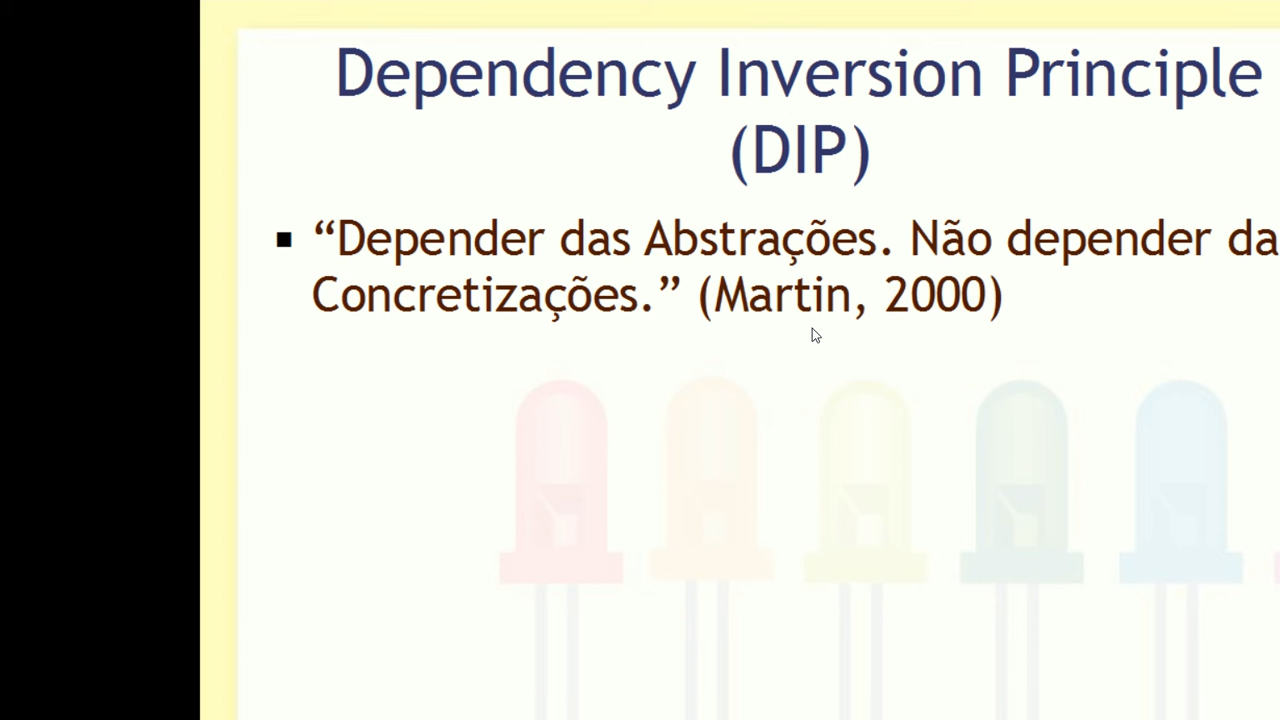 Dependency Inversion Principle
(DIP)
▪ “Depender das Abstrações. Não depender da
Concretizações.” (Martin, 2000)